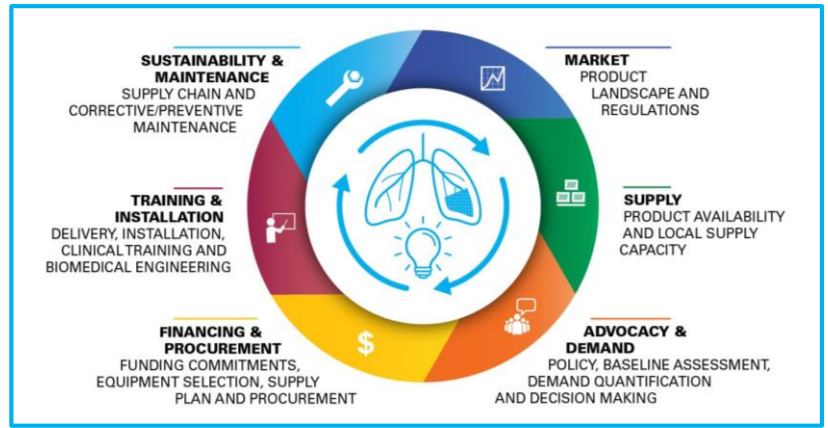 SUSTAINABILITY &
MAINTENANCE
SUPPLY CHAIN AND
CORRECTIVE/PREVENTIVE
MAINTENANCE
MARKET
PRODUCT
LANDSCAPE AND
REGULATIONS
TRAINING &
INSTALLATION
DELIVERY, INSTALLATION,
CLINICAL TRAINING AND
BIOMEDICAL ENGINEERING
SUPPLY
PRODUCT AVAILABILITY
AND LOCAL SUPPLY
CAPACITY
FINANCING &
PROCUREMENT
FUNDING COMMITMENTS,
EQUIPMENT SELECTION, SUPPLY
PLAN AND PROCUREMENT
$
ADVOCACY &
DEMAND
POLICY, BASELINE ASSESSMENT,
DEMAND QUANTIFICATION
AND DECISION MAKING